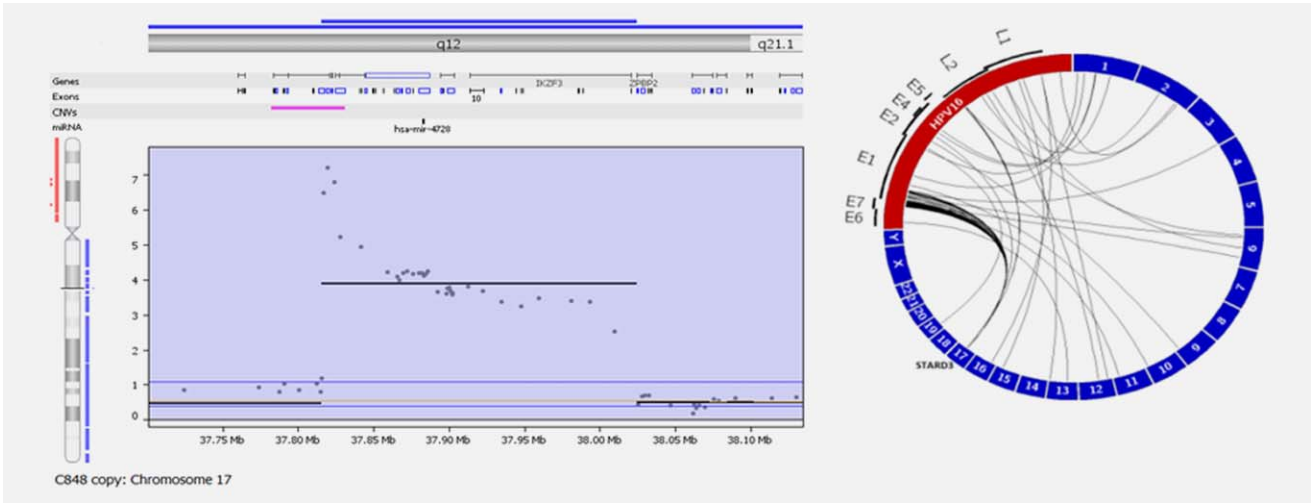 q12 q21.1
Genes
IKZF3 ZPBP2
Exons
10
CNVs
miRNA
hsa-mir-4728
7
6
5
4
3
2
1
0
37.75 Mb 37.80 Mb 37.85 Mb 37.90 Mb 37.95 Mb 38.00 Mb 38.05 Mb 38.10 Mb
C848 copy: Chromosome 17
L1
L2
E5
E4
E2
E1
E7
E6
HPV16
1
2
3
4
5
6
7
8
9
10
11
12
13
14
15
16
17
18
19
20
21
22
X
Y
STARD3